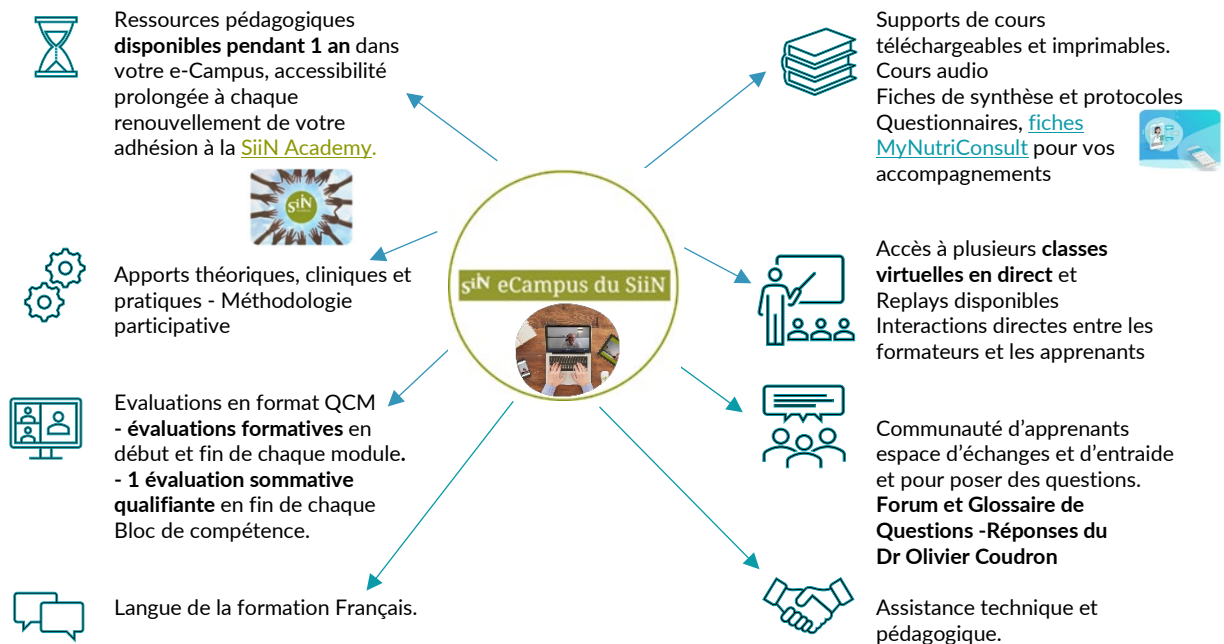 Ressources pédagogiques
disponibles pendant 1 an dans
votre e-Campus, accessibilité
prolongée à chaque
renouvellement de votre
adhésion à la SiiN Academy.
SiiN
Apports théoriques, cliniques et
pratiques - Méthodologie
participative
Evaluations en format QCM
- évaluations formatives en
début et fin de chaque module.
- 1 évaluation sommative
qualifiante en fin de chaque
Bloc de compétence.
Langue de la formation Français.
SiiN eCampus du SiiN
Supports de cours
téléchargeables et imprimables.
Cours audio
Fiches de synthèse et protocoles
Questionnaires, fiches
MyNutriConsult pour vos
accompagnements
Accès à plusieurs classes
virtuelles en direct et
Replays disponibles
Interactions directes entre les
formateurs et les apprenants
Communauté d’apprenants
espace d’échanges et d’entraide
et pour poser des questions.
Forum et Glossaire de
Questions -Réponses du
Dr Olivier Coudron
Assistance technique et
pédagogique.